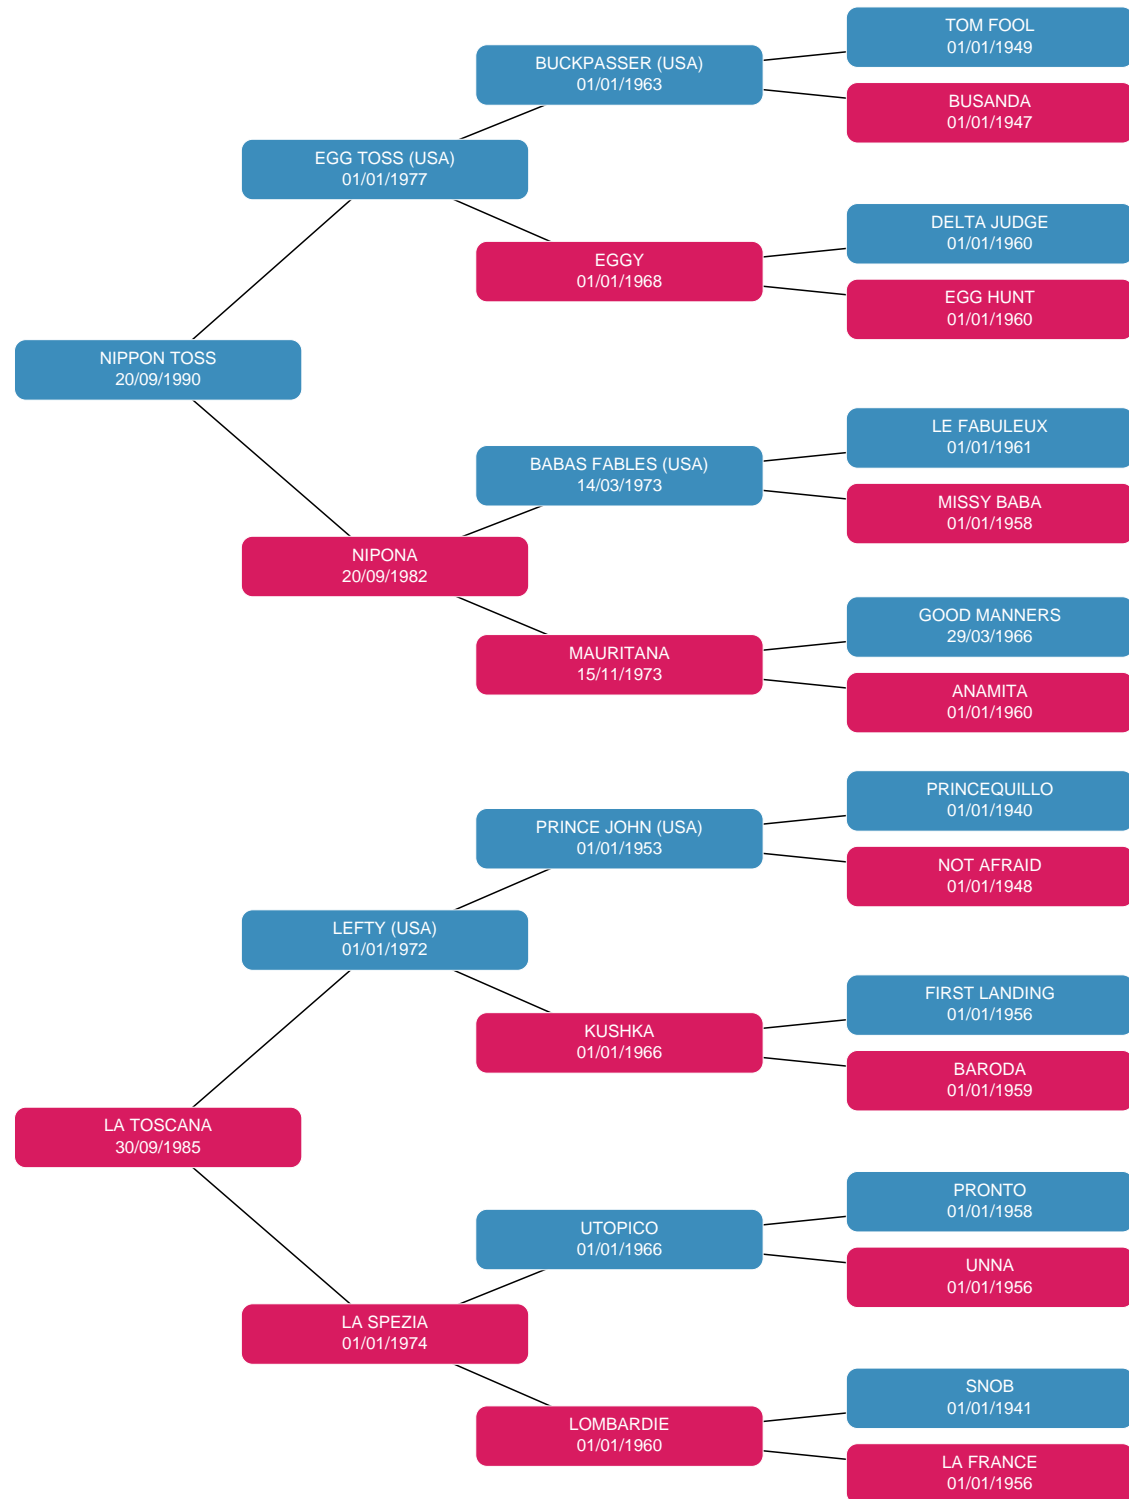 TOM FOOL
01/01/1949
BUCKPASSER (USA)
01/01/1963
BUSANDA
01/01/1947
EGG TOSS (USA)
01/01/1977
DELTA JUDGE
01/01/1960
EGGY
01/01/1968
EGG HUNT
01/01/1960
NIPPON TOSS
20/09/1990
LE FABULEUX
01/01/1961
BABAS FABLES (USA)
14/03/1973
MISSY BABA
01/01/1958
NIPONA
20/09/1982
GOOD MANNERS
29/03/1966
MAURITANA
15/11/1973
ANAMITA
01/01/1960
PRINCEQUILLO
01/01/1940
PRINCE JOHN (USA)
01/01/1953
NOT AFRAID
01/01/1948
LEFTY (USA)
01/01/1972
FIRST LANDING
01/01/1956
KUSHKA
01/01/1966
BARODA
01/01/1959
LA TOSCANA
30/09/1985
PRONTO
01/01/1958
UTOPICO
01/01/1966
UNNA
01/01/1956
LA SPEZIA
01/01/1974
SNOB
01/01/1941
LOMBARDIE
01/01/1960
LA FRANCE
01/01/1956